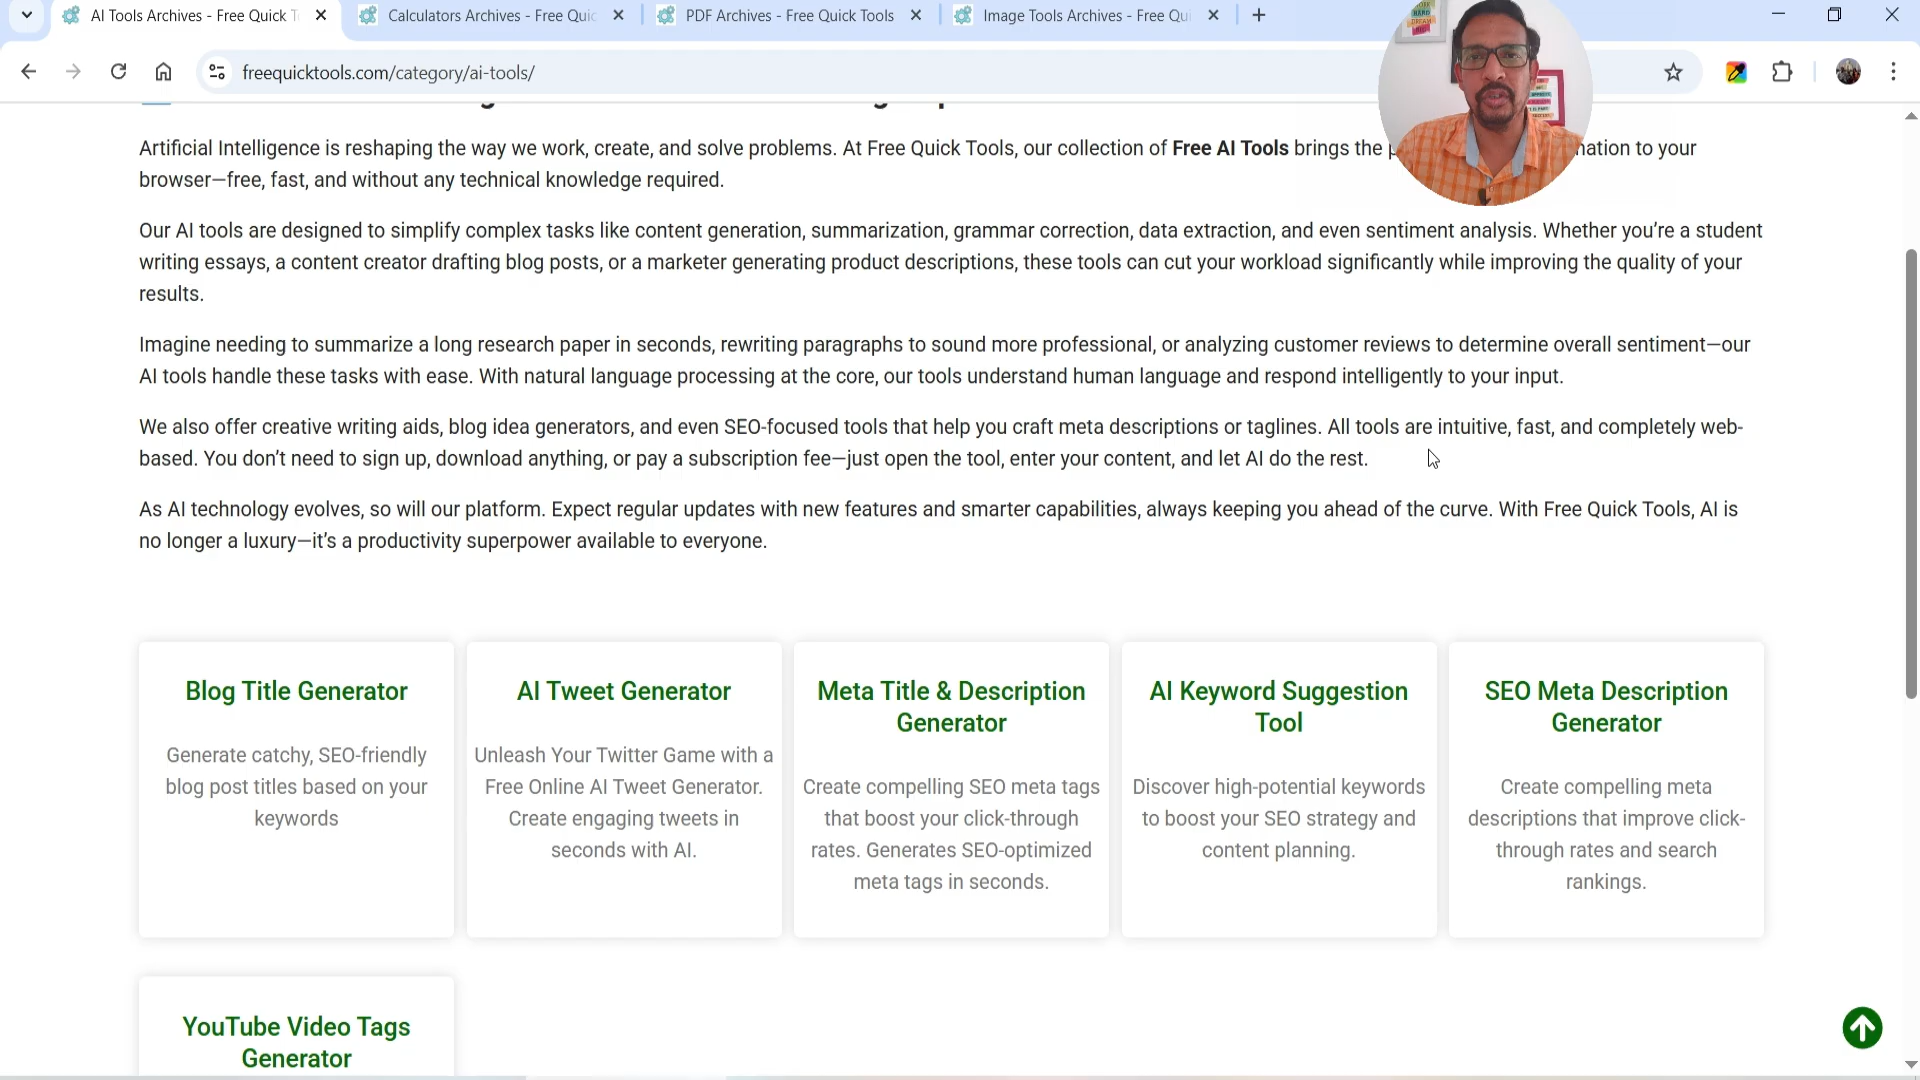 AI Tools Archives - Free Quick T
Calculators Archives - Free Quic
PDF Archives - Free Quick Tools
Image Tools Archives - Free Qu
freequicktools.com/category/ai-tools/
Artificial Intelligence is reshaping the way we work, create, and solve problems. At Free Quick Tools, our collection of Free AI Tools brings the nation to your
browser—free, fast, and without any technical knowledge required.
Our AI tools are designed to simplify complex tasks like content generation, summarization, grammar correction, data extraction, and even sentiment analysis. Whether you’re a student
writing essays, a content creator drafting blog posts, or a marketer generating product descriptions, these tools can cut your workload significantly while improving the quality of your
results.
Imagine needing to summarize a long research paper in seconds, rewriting paragraphs to sound more professional, or analyzing customer reviews to determine overall sentiment—our
AI tools handle these tasks with ease. With natural language processing at the core, our tools understand human language and respond intelligently to your input.
We also offer creative writing aids, blog idea generators, and even SEO-focused tools that help you craft meta descriptions or taglines. All tools are intuitive, fast, and completely web-
based. You don’t need to sign up, download anything, or pay a subscription fee—just open the tool, enter your content, and let AI do the rest.
As AI technology evolves, so will our platform. Expect regular updates with new features and smarter capabilities, always keeping you ahead of the curve. With Free Quick Tools, AI is
no longer a luxury—it’s a productivity superpower available to everyone.
Blog Title Generator
Generate catchy, SEO-friendly
blog post titles based on your
keywords
AI Tweet Generator
Unleash Your Twitter Game with a
Free Online AI Tweet Generator.
Create engaging tweets in
seconds with AI.
Meta Title & Description
Generator
Create compelling SEO meta tags
that boost your click-through
rates. Generates SEO-optimized
meta tags in seconds.
AI Keyword Suggestion
Tool
Discover high-potential keywords
to boost your SEO strategy and
content planning.
SEO Meta Description
Generator
Create compelling meta
descriptions that improve click-
through rates and search
rankings.
YouTube Video Tags
Generator